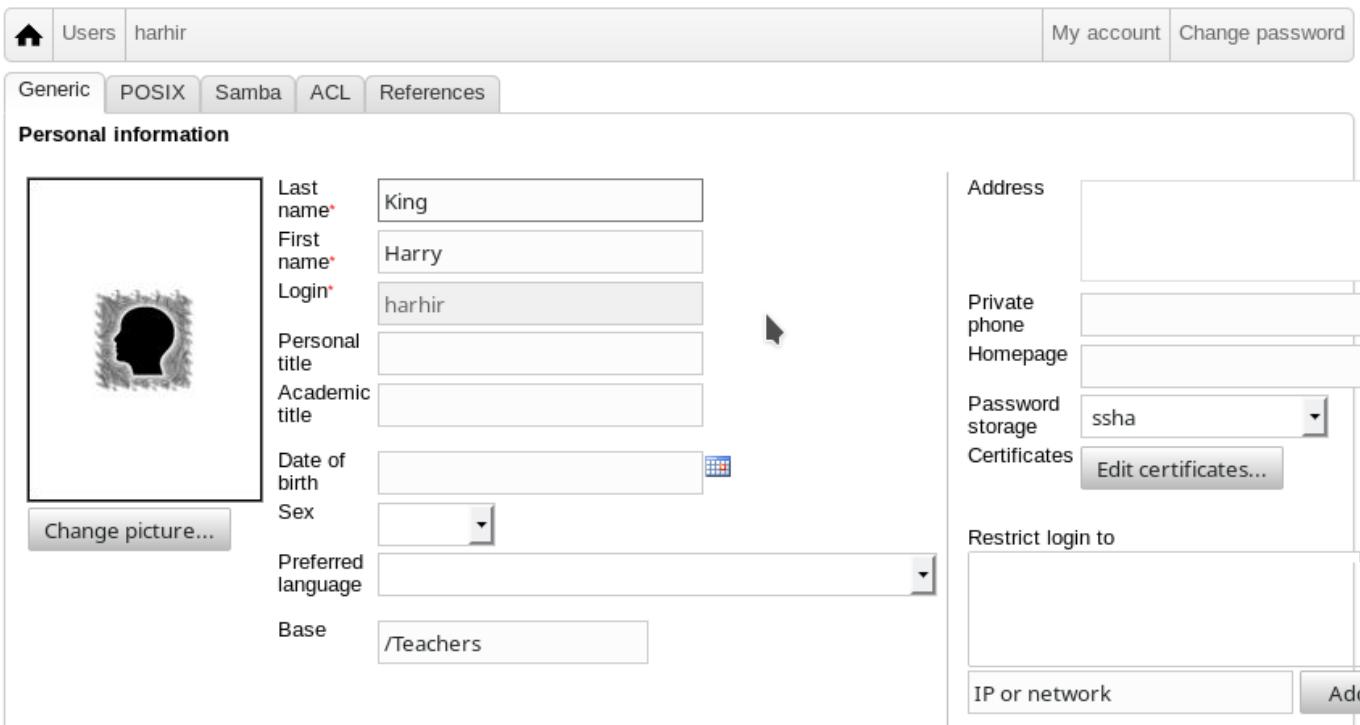 Users harhir My account Change password
Generic POSIX Samba ACL References
Personal information
Last
name*
King
First
name*
Harry
Login*
harhir
Personal
title
Academic
title
Date of
birth
Sex
Preferred
language
Base
/Teachers
Change picture...
Address
Private
phone
Homepage
Password
storage
ssha
Certificates
Edit certificates...
Restrict login to
IP or network